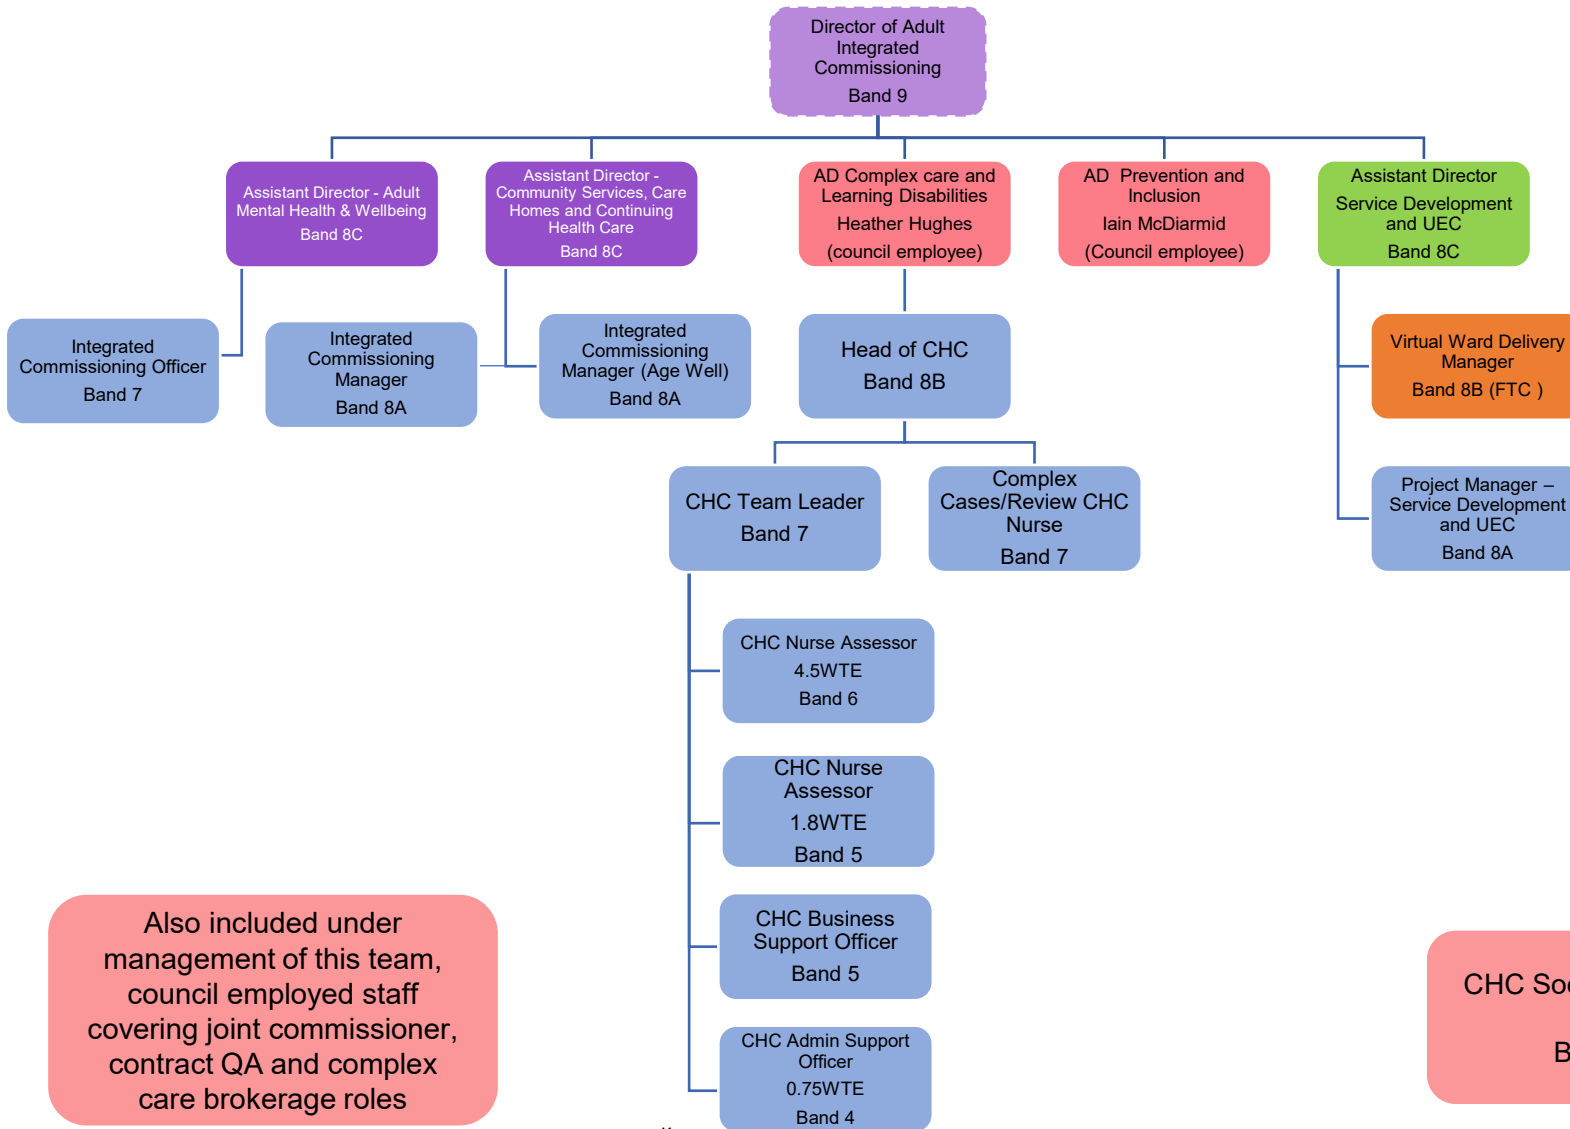 Director of Adult
Integrated
Commissioning
Band 9
Assistant Director - Adult
Mental Health & Wellbeing
Band 8C
Assistant Director -
Community Services, Care
Homes and Continuing
Health Care
Band 8C
AD Complex care and
Learning Disabilities
Heather Hughes
(council employee)
AD Prevention and
Inclusion
Iain McDiarmid
(Council employee)
Assistant Director
Service Development
and UEC
Band 8C
Integrated
Commissioning Officer
Band 7
Integrated
Commissioning
Manager
Band 8A
Integrated
Commissioning
Manager (Age Well)
Band 8A
Head of CHC
Band 8B
Virtual Ward Delivery
Manager
Band 8B (FTC )
CHC Team Leader
Band 7
Complex
Cases/Review CHC
Nurse
Band 7
Project Manager –
Service Development
and UEC
Band 8A
CHC Nurse Assessor
4.5WTE
Band 6
CHC Nurse
Assessor
1.8WTE
Band 5
CHC Business
Support Officer
Band 5
CHC Admin Support
Officer
0.75WTE
Band 4
Also included under
management of this team,
council employed staff
covering joint commissioner,
contract QA and complex
care brokerage roles
CHC